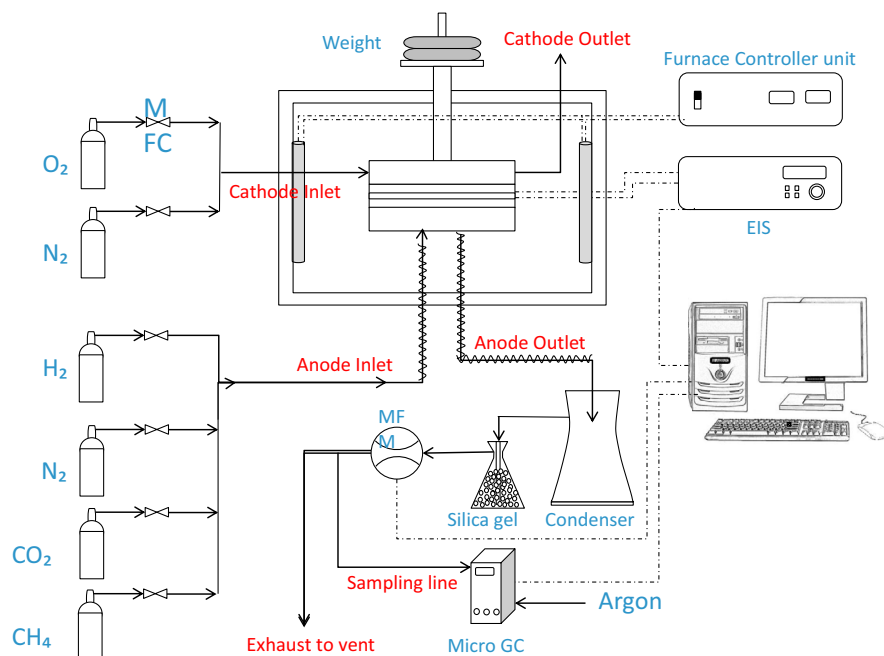 Weight
Cathode Outlet
Furnace Controller unit
M
FC
O₂
Cathode Inlet
N₂
EIS
H₂
Anode Inlet
Anode Outlet
MF
M
N₂
Silica gel
Condenser
CO₂
Sampling line
Argon
CH₄
Exhaust to vent
Micro GC